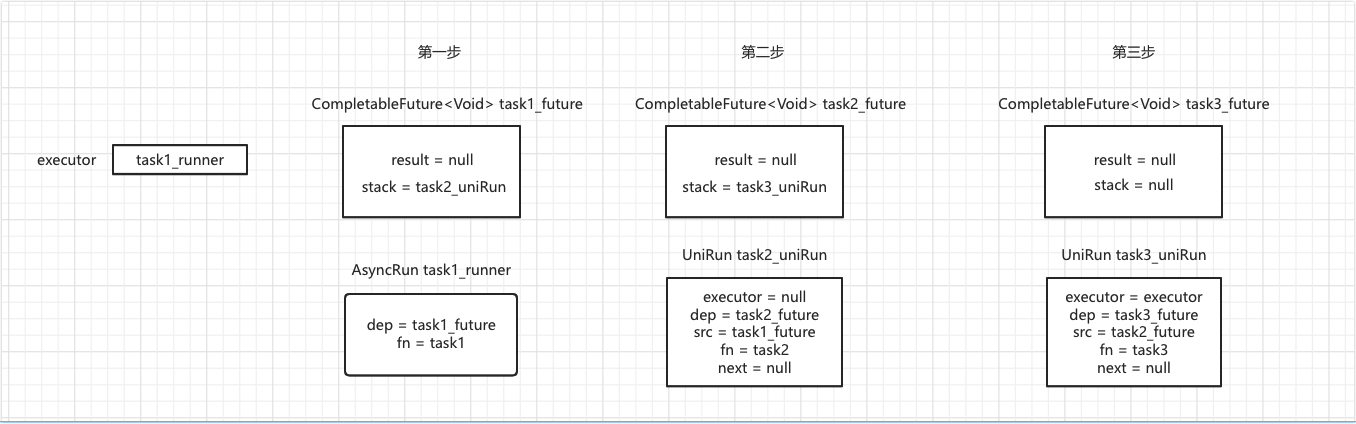 第一步
第二步
第三步
CompletableFuture<Void> task1_future
CompletableFuture<Void> task2_future
CompletableFuture<Void> task3_future
executor
task1_runner
result = null
stack = task2_uniRun
result = null
stack = task3_uniRun
result = null
stack = null
AsyncRun task1_runner
dep = task1_future
fn = task1
UniRun task2_uniRun
executor = null
dep = task2_future
src = task1_future
fn = task2
next = null
UniRun task3_uniRun
executor = executor
dep = task3_future
src = task2_future
fn = task3
next = null